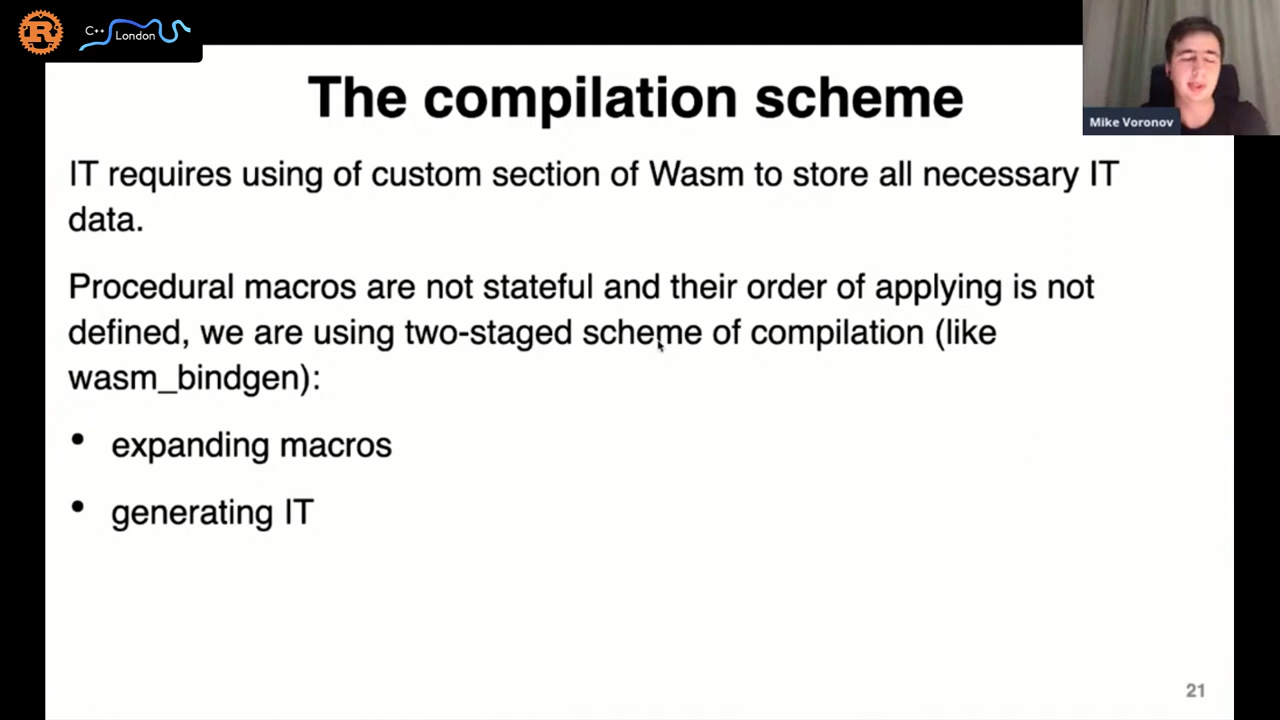 C++
London
The compilation scheme
Mike Voronov
IT requires using of custom section of Wasm to store all necessary IT
data.
Procedural macros are not stateful and their order of applying is not
defined, we are using two-staged scheme of compilation (like
wasm_bindgen):
• expanding macros
• generating IT
21